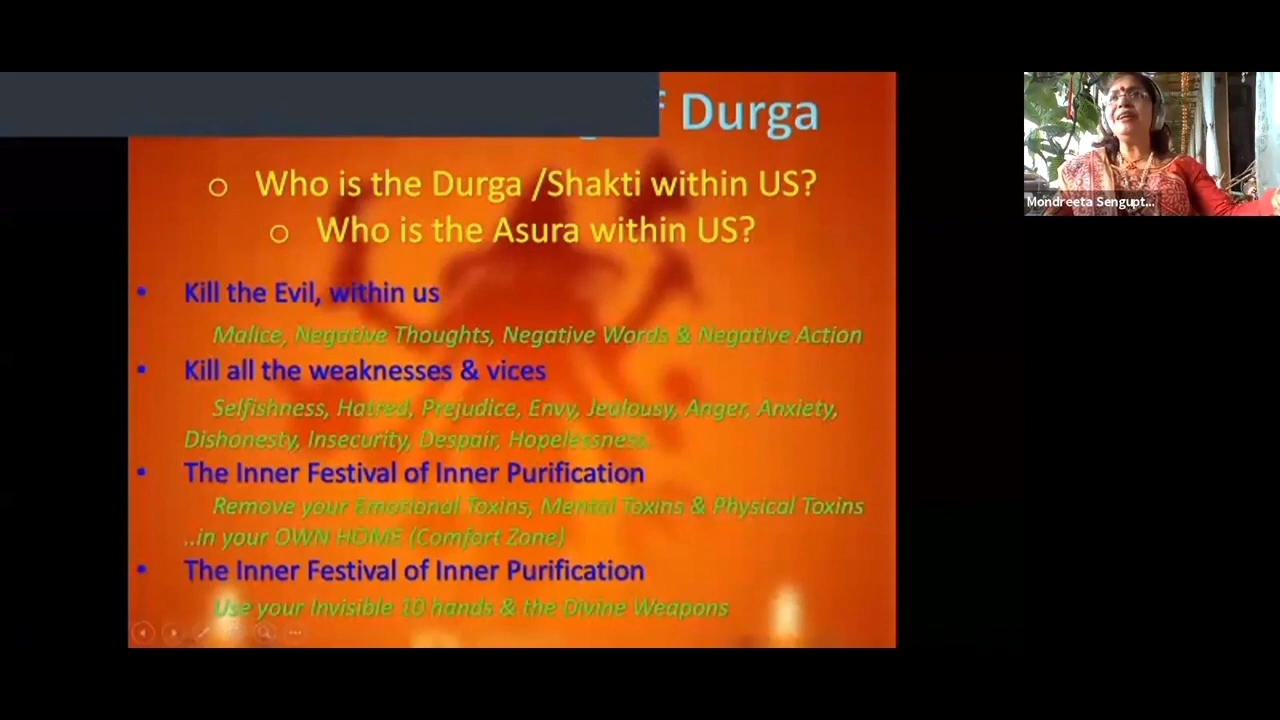 Durga
o Who is the Durga /Shakti within US?
o Who is the Asura within US?
• Kill the Evil, within us
Malice, Negative Thoughts, Negative Words & Negative Action
• Kill all the weaknesses & vices
Selfishness, Hatred, Prejudice, Envy, Jealousy, Anger, Anxiety,
Dishonesty, Insecurity, Despair, Hopelessness.
• The Inner Festival of Inner Purification
Remove your Emotional Toxins, Mental Toxins & Physical Toxins
..in your OWN HOME (Comfort Zone)
• The Inner Festival of Inner Purification
Use your Invisible 10 hands & the Divine Weapons
Mondreeta Sengupt...